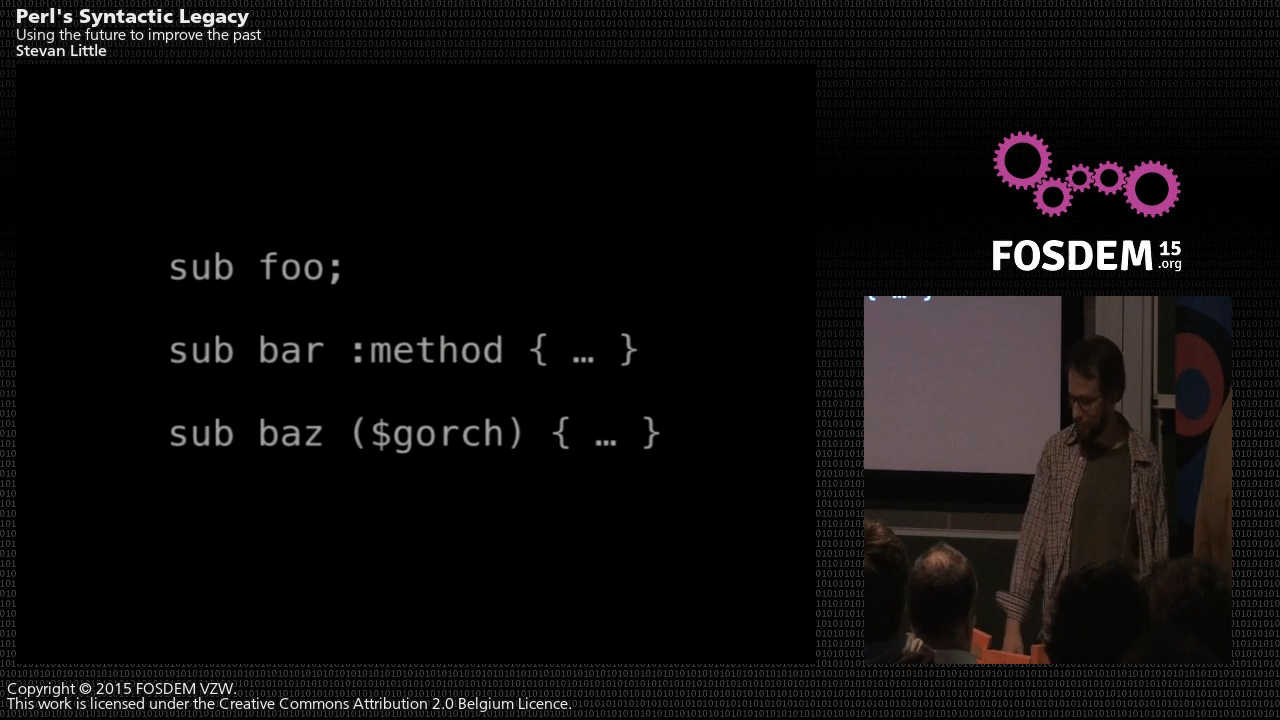 Perl's Syntactic Legacy
Using the future to improve the past
Stevan Little
sub foo;
sub bar :method { … }
sub baz ($gorch) { … }
FOSDEM 15
.org
{ … }
Copyright © 2015 FOSDEM VZW.
This work is licensed under the Creative Commons Attribution 2.0 Belgium Licence.